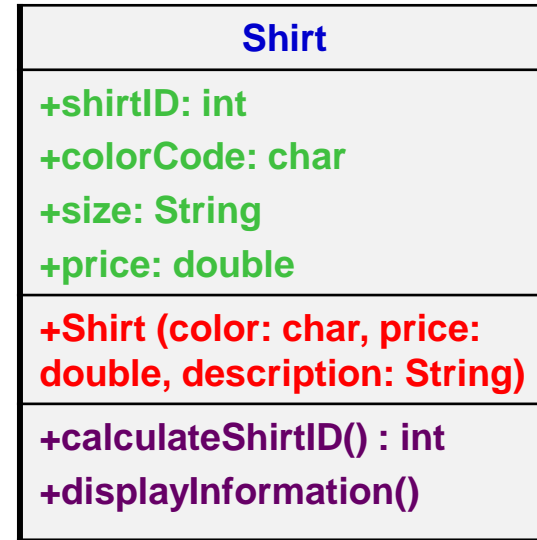 Shirt
+shirtID: int
+colorCode: char
+size: String
+price: double
+Shirt (color: char, price:
double, description: String)
+calculateShirtID() : int
+displayInformation()